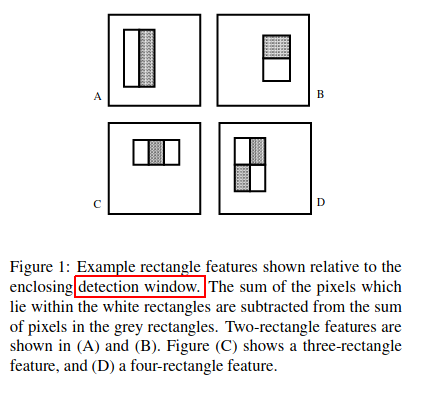 A
B
C
D
Figure 1: Example rectangle features shown relative to the
enclosing detection window. The sum of the pixels which
lie within the white rectangles are subtracted from the sum
of pixels in the grey rectangles. Two-rectangle features are
shown in (A) and (B). Figure (C) shows a three-rectangle
feature, and (D) a four-rectangle feature.